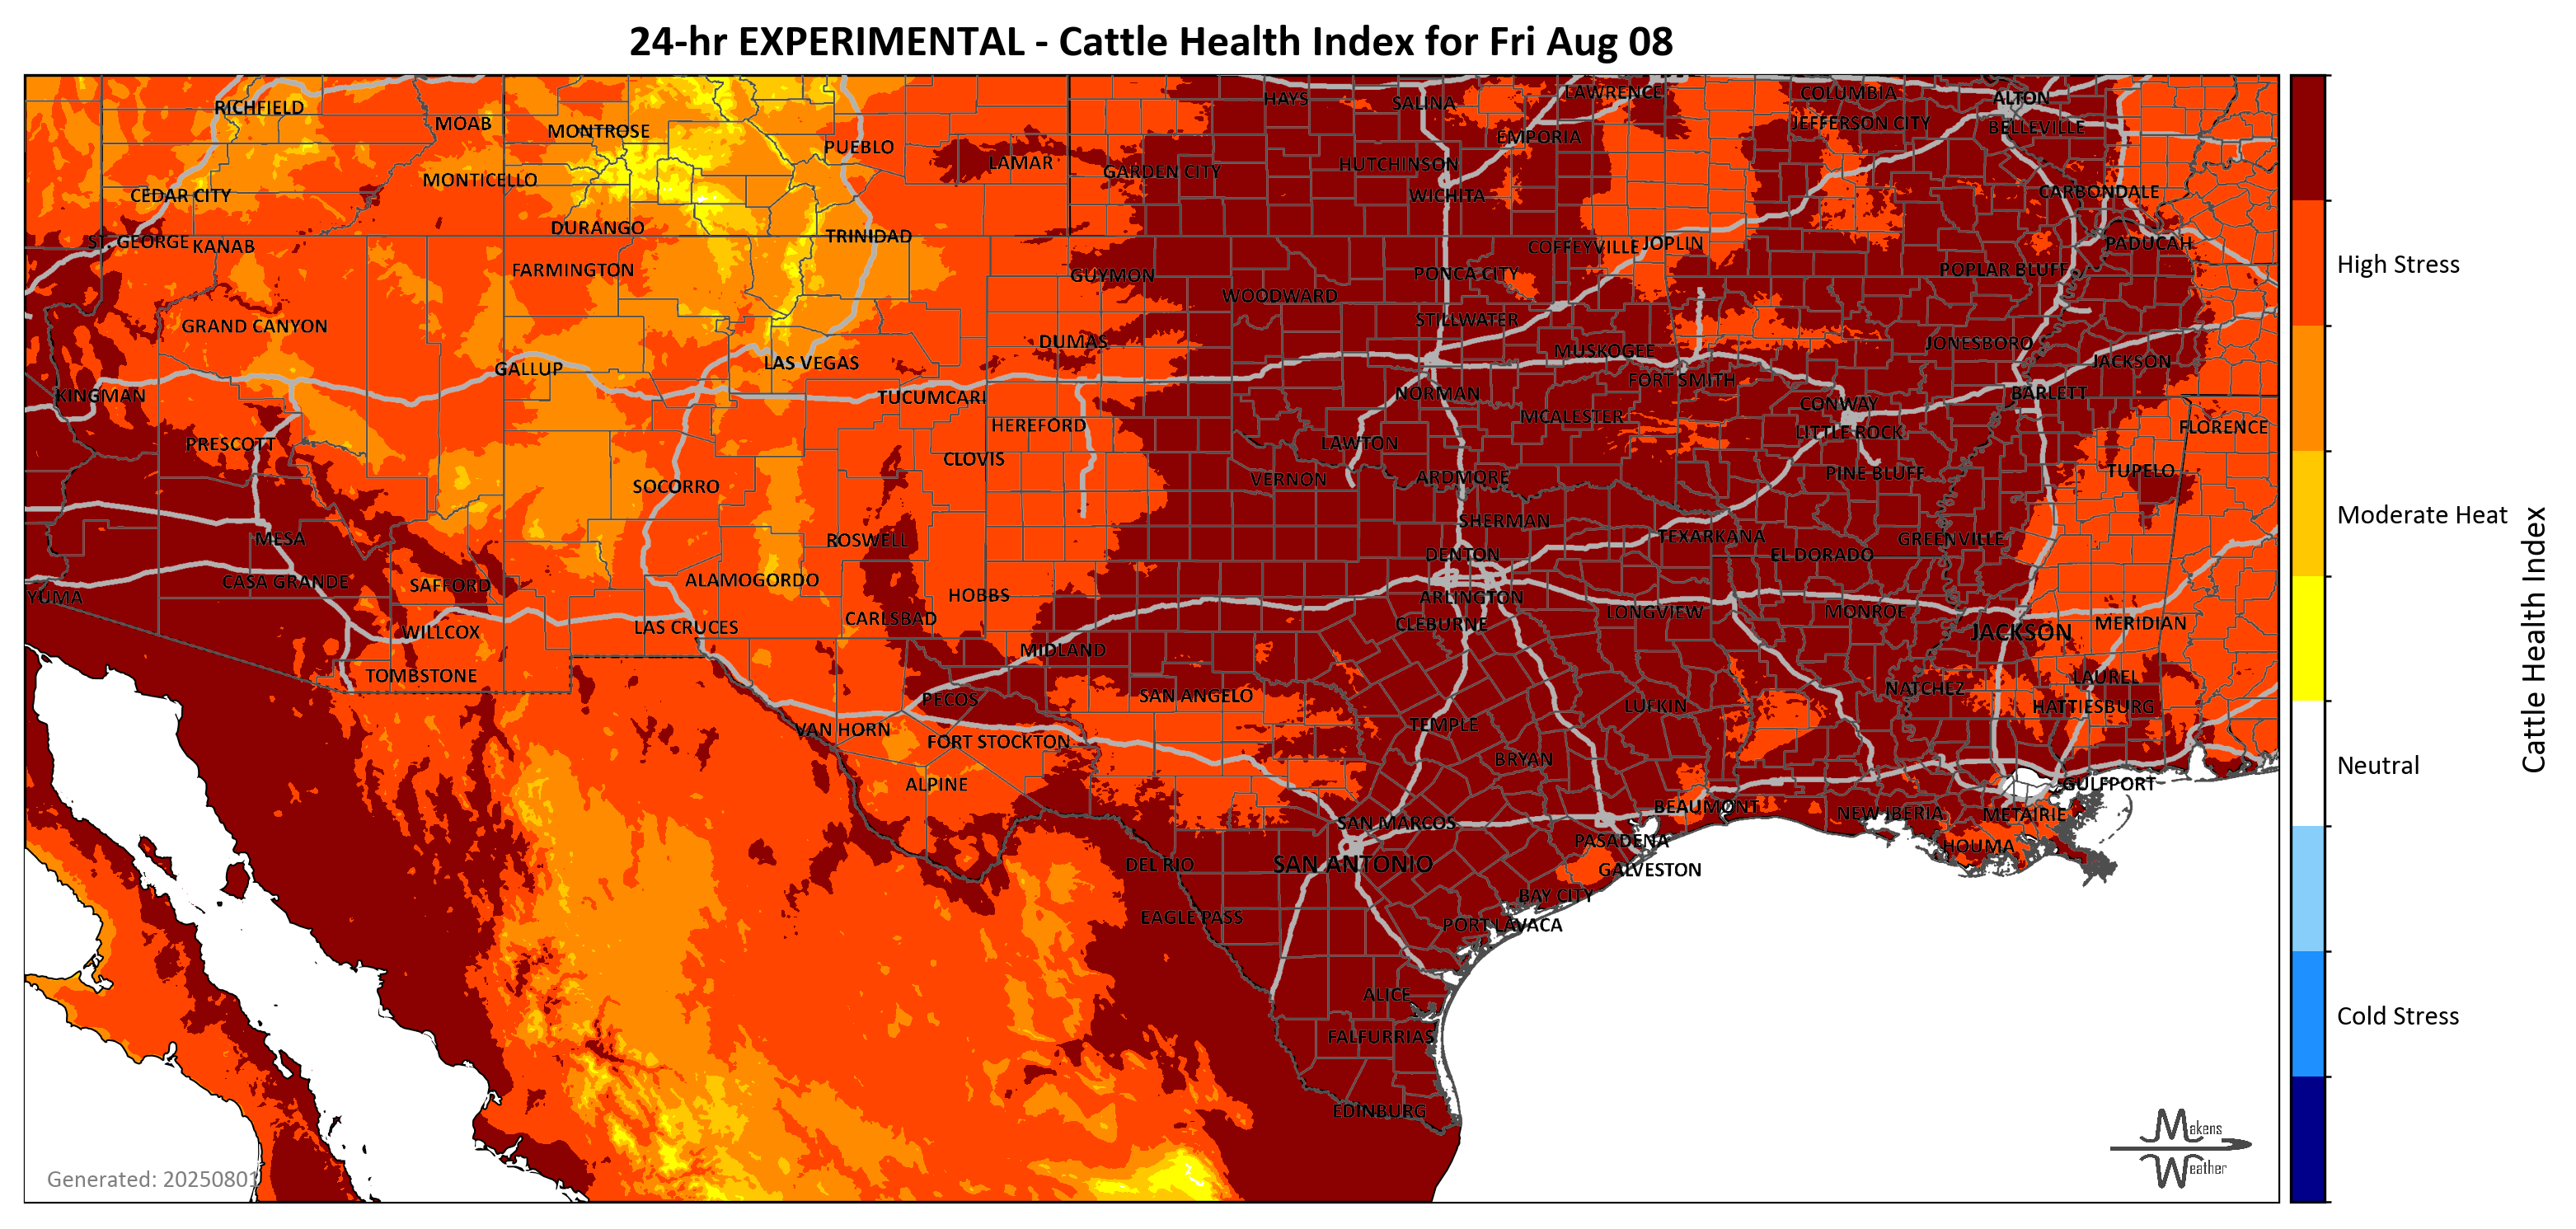 24-hr EXPERIMENTAL - Cattle Health Index for Fri Aug 08
RICHFIELD
MOAB
MONTROSE
PUEBLO
LAMAR
GARDEN CITY
HAYS
SALINA
LAWRENCE
EMPORIA
HUTCHINSON
WICHITA
COLUMBIA
JEFFERSON CITY
ALTON
BELLEVILLE
CEDAR CITY
MONTICELLO
CARBONDALE
ST. GEORGE
KANAB
DURANGO
TRINIDAD
COFFEYVILLE
JOPLIN
PADUCAH
High Stress
FARMINGTON
GUYMON
WOODWARD
PONCA CITY
POPLAR BLUFF
GRAND CANYON
DUMAS
STILLWATER
MUSKOGEE
JONESBORO
JACKSON
GALLUP
LAS VEGAS
FORT SMITH
KINGMAN
TUCUMCARI
NORMAN
CONWAY
BARLETT
PRESCOTT
HEREFORD
LAWTON
MCALESTER
LITTLE ROCK
FLORENCE
CLOVIS
SOCORRO
VERNON
ARDMORE
PINE BLUFF
TUPELO
Moderate Heat
MESA
ROSWELL
SHERMAN
TEXARKANA
GREENVILLE
DENTON
EL DORADO
YUMA
CASA GRANDE
SAFFORD
ALAMOGORDO
HOBBS
ARLINGTON
LONGVIEW
MONROE
WILLCOX
LAS CRUCES
CARLSBAD
CLEBURNE
JACKSON
MERIDIAN
TOMBSTONE
MIDLAND
PECOS
SAN ANGELO
LUFKIN
NATCHEZ
LAUREL
HATTIESBURG
Cattle Health Index
VAN HORN
FORT STOCKTON
TEMPLE
BRYAN
Neutral
ALPINE
BEAUMONT
NEW IBERIA
METAIRIE
GULFPORT
SAN MARCOS
PASADENA
HOUMA
DEL RIO
SAN ANTONIO
GALVESTON
BAY CITY
EAGLE PASS
PORT LAVACA
ALICE
Cold Stress
FALFURRIAS
EDINBURG
Makens
Weather
Generated: 20250801